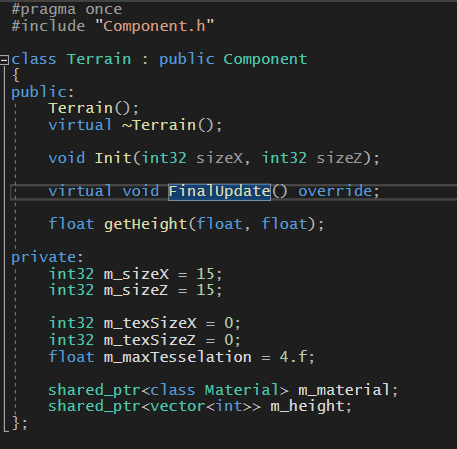 #pragma once
#include "Component.h"
class Terrain : public Component
{
public:
Terrain();
virtual ~Terrain();
void Init(int32 sizeX, int32 sizeZ);
virtual void FinalUpdate() override;
float getHeight(float, float);
private:
int32 m_sizeX = 15;
int32 m_sizeZ = 15;
int32 m_texSizeX = 0;
int32 m_texSizeZ = 0;
float m_maxTesselation = 4.f;
shared_ptr<class Material> m_material;
shared_ptr<vector<int>> m_height;
};